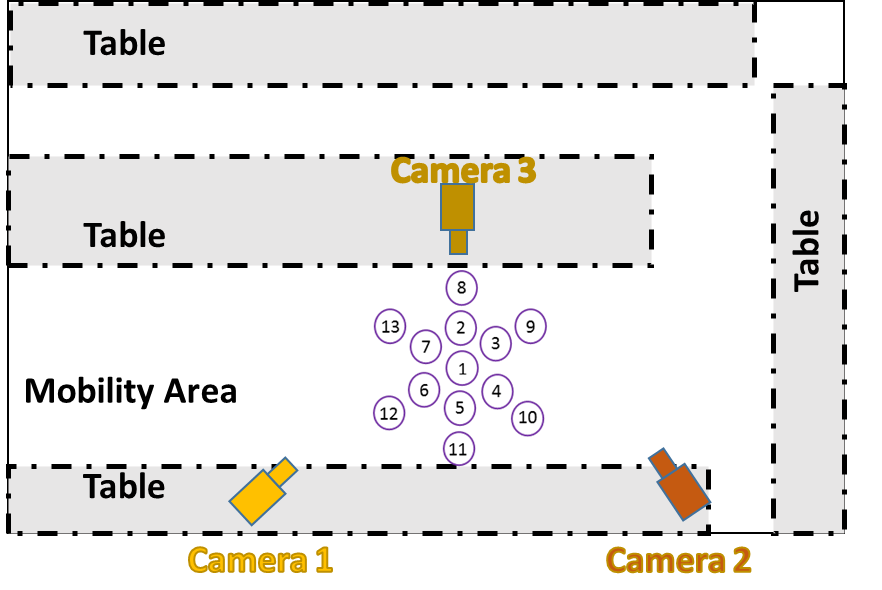 Table
Camera 3
Table
Table
8
13
2
9
7
3
1
Mobility Area
6
4
12
5
10
11
Table
Camera 1
Camera 2